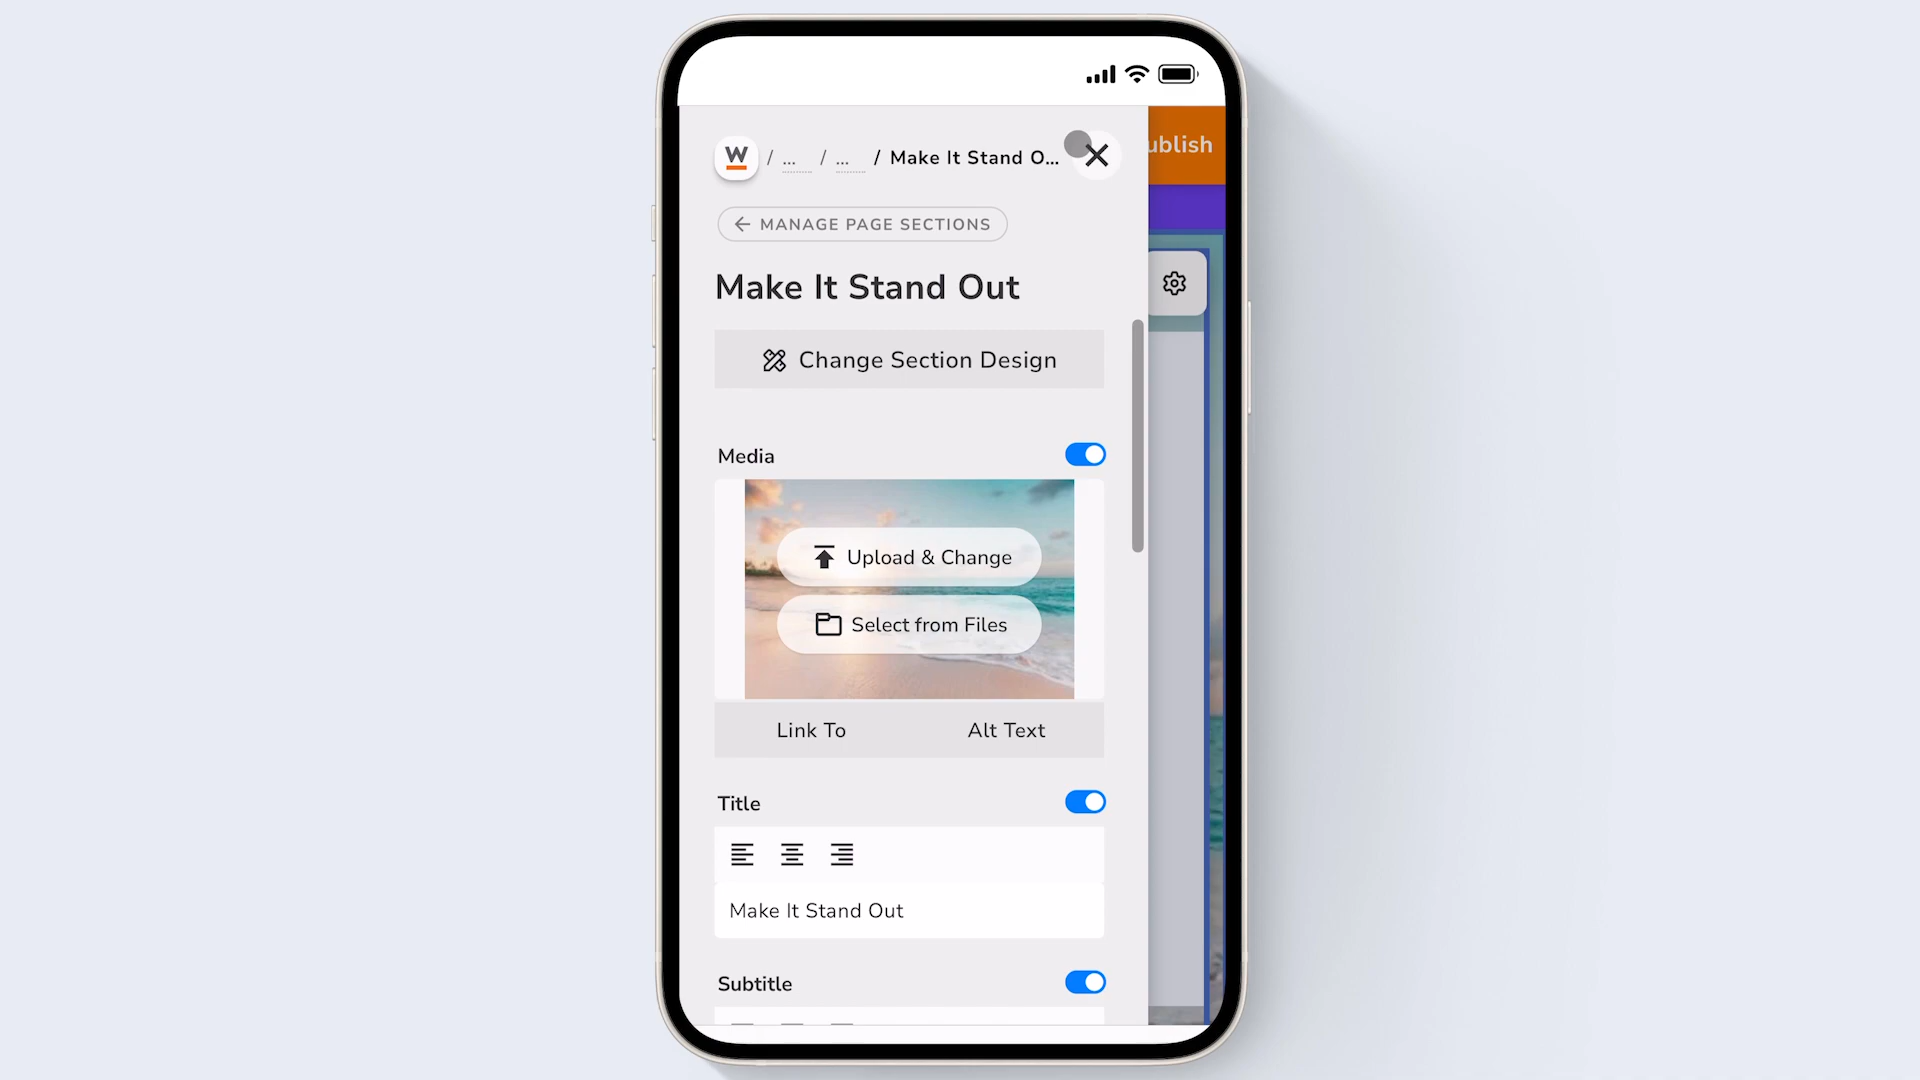 W / ... / ... / Make It Stand O...
ublish
MANAGE PAGE SECTIONS
Make It Stand Out
Change Section Design
Media
Upload & Change
Select from Files
Link To
Alt Text
Title
Make It Stand Out
Subtitle